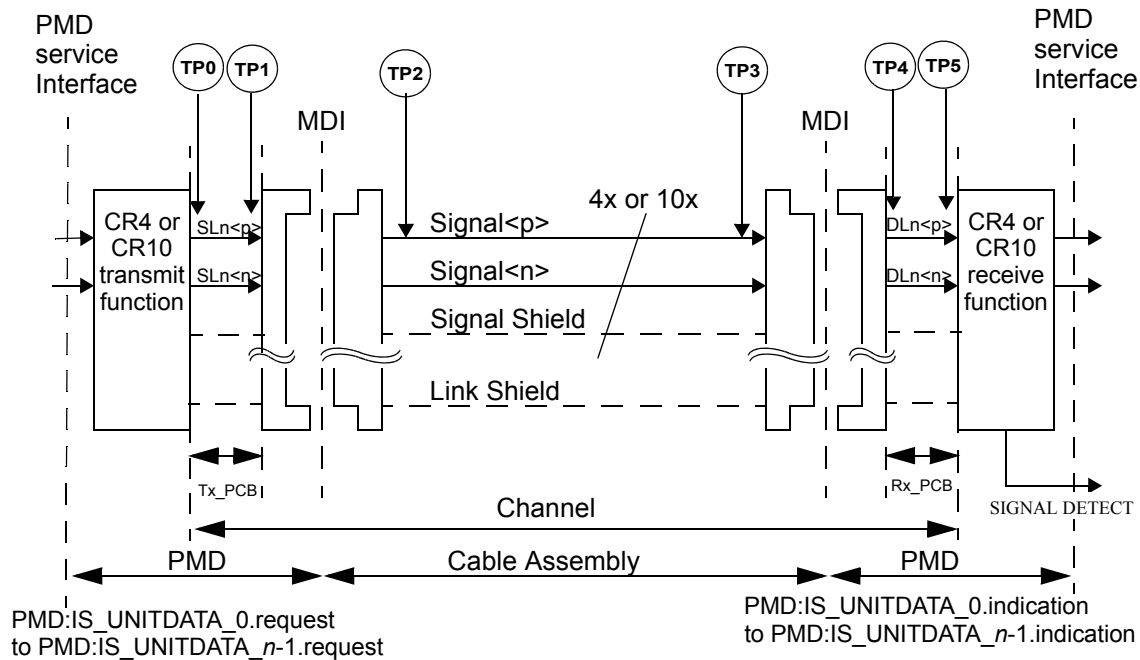 PMD
service
Interface
PMD
service
Interface
TP0
TP1
TP2
TP3
TP4
TP5
MDI
MDI
4x or 10x
CR4 or
CR10
transmit
function
SLn<p>
SLn<n>
Signal<p>
Signal<n>
Signal Shield
Link Shield
DLn<p>
DLn<n>
CR4 or
CR10
receive
function
Tx_PCB
Rx_PCB
SIGNAL DETECT
Channel
PMD
Cable Assembly
PMD
PMD:IS_UNITDATA_0.request
to PMD:IS_UNITDATA_n-1.request
PMD:IS_UNITDATA_0.indication
to PMD:IS_UNITDATA_n-1.indication